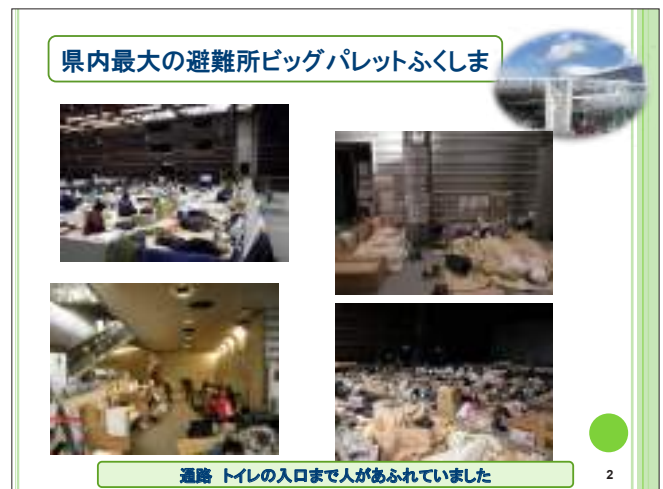 県内最大の避難所ビッグパレットふくしま
通路 トイレの入口まで人があふれていました
2